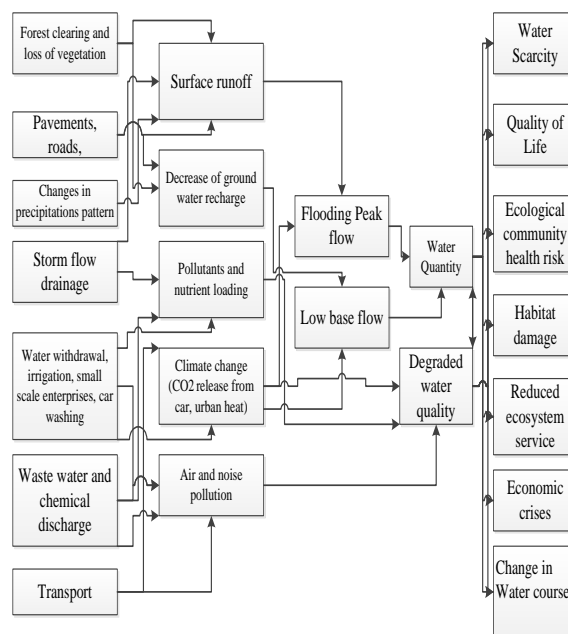 Forest clearing and
loss of vegetation
Pavements,
roads,
Changes in
precipitations pattern
Storm flow
drainage
Water withdrawal,
irrigation, small
scale enterprises, car
washing
Waste water and
chemical
discharge
Transport
Surface runoff
Decrease of ground
water recharge
Pollutants and
nutrient loading
Climate change
(CO2 release from
car, urban heat)
Air and noise
pollution
Flooding Peak
flow
Low base flow
Water
Quantity
Degraded
water
quality
Water
Scarcity
Quality of
Life
Ecological
community
health risk
Habitat
damage
Reduced
ecosystem
service
Economic
crises
Change in
Water course